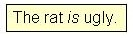 The rat is ugly.